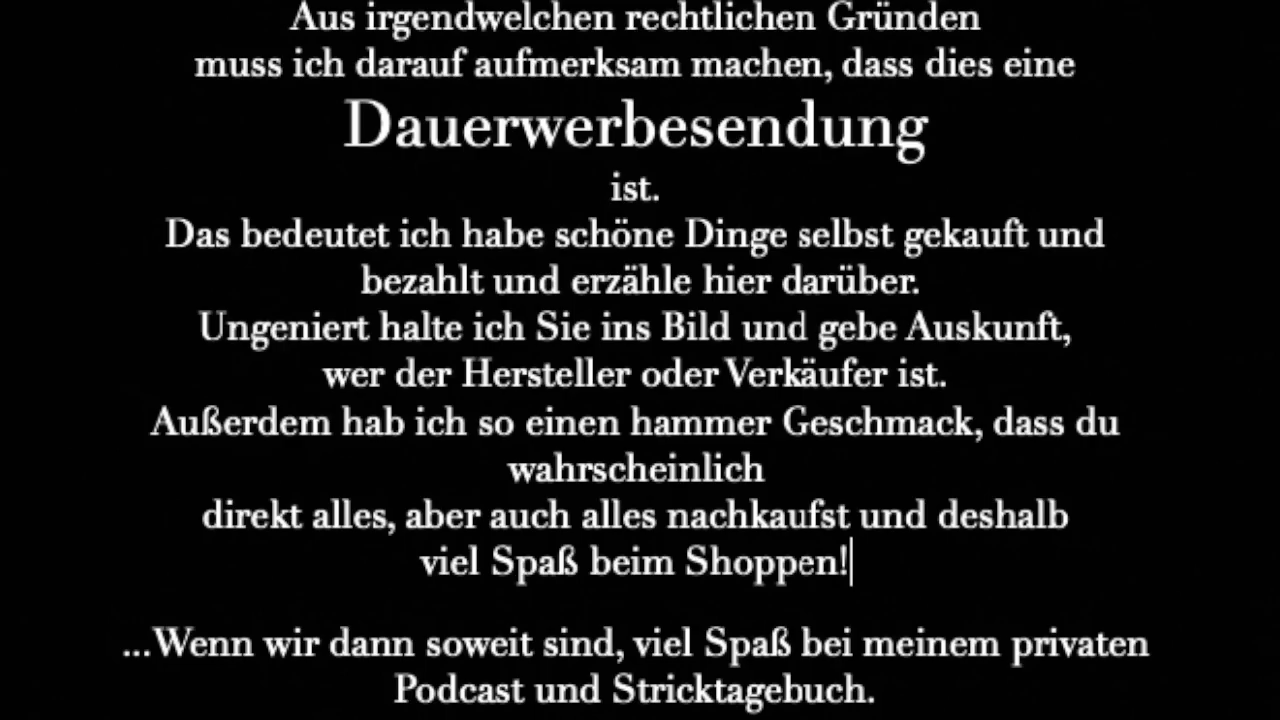 Aus irgendwelchen rechtlichen Gründen
muss ich darauf aufmerksam machen, dass dies eine
Dauerwerbesendung
ist.
Das bedeutet ich habe schöne Dinge selbst gekauft und
bezahlt und erzähle hier darüber.
Ungeniert halte ich Sie ins Bild und gebe Auskunft,
wer der Hersteller oder Verkäufer ist.
Außerdem hab ich so einen hammer Geschmack, dass du
wahrscheinlich
direkt alles, aber auch alles nachkaufst und deshalb
viel Spaß beim Shoppen!
...Wenn wir dann soweit sind, viel Spaß bei meinem privaten
Podcast und Stricktagebuch.